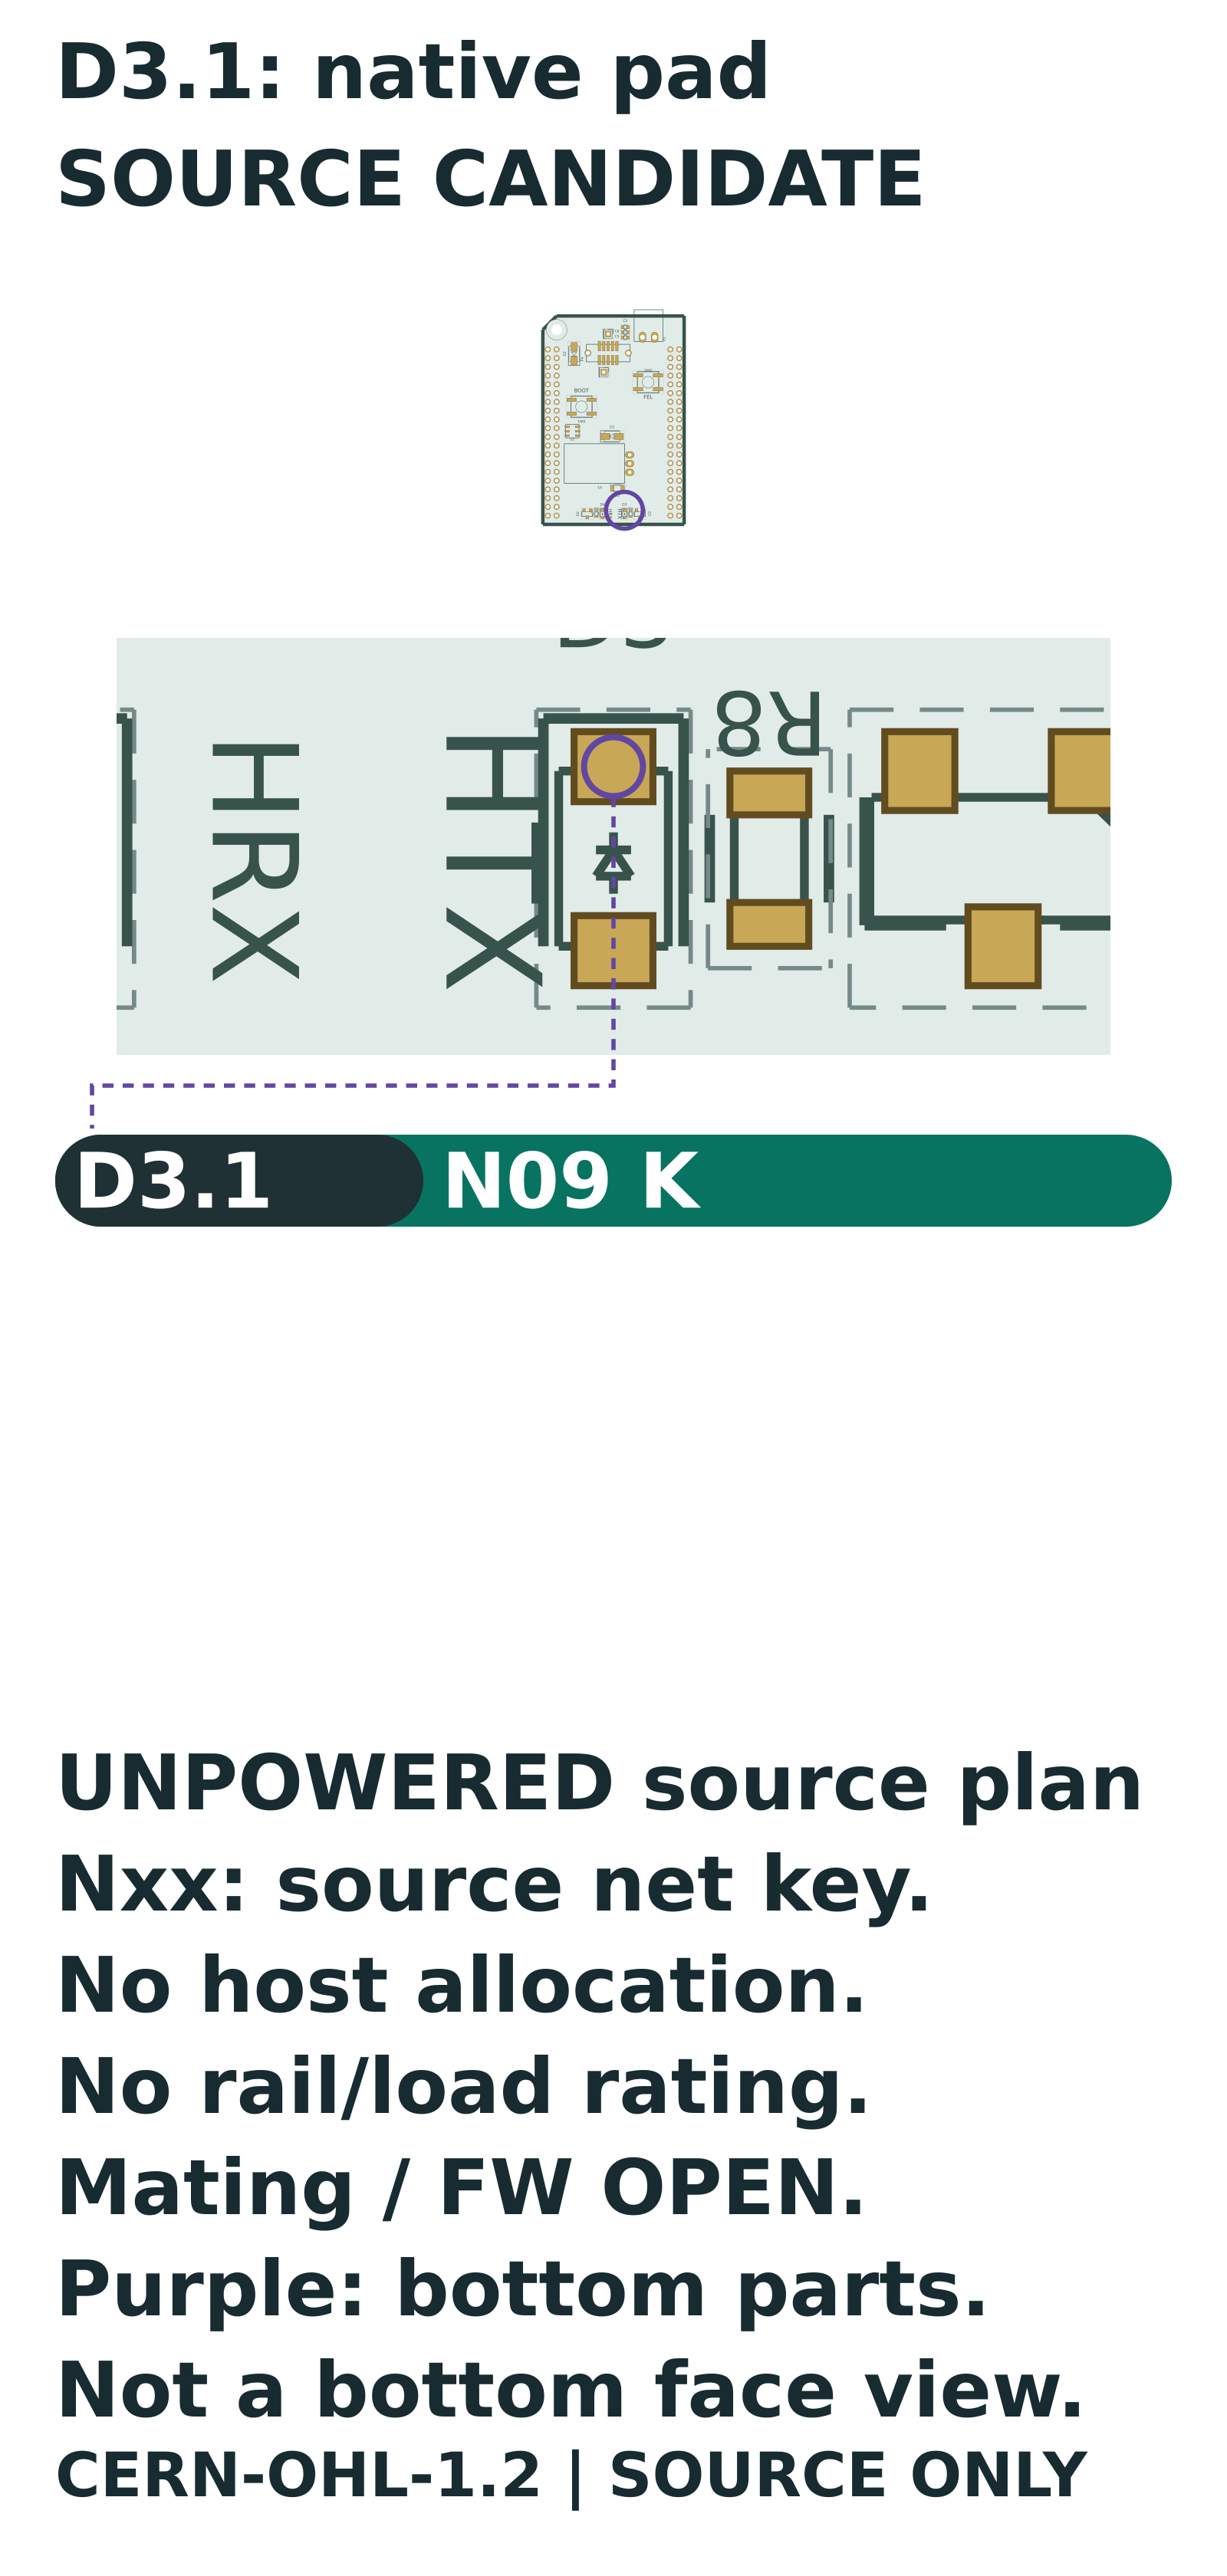 D3.1: native pad
SOURCE CANDIDATE
BOOT
FEL
R8
HRX
HTX
D3.1 N09 K
UNPOWERED source plan
Nxx: source net key.
No host allocation.
No rail/load rating.
Mating / FW OPEN.
Purple: bottom parts.
Not a bottom face view.
CERN-OHL-1.2 | SOURCE ONLY